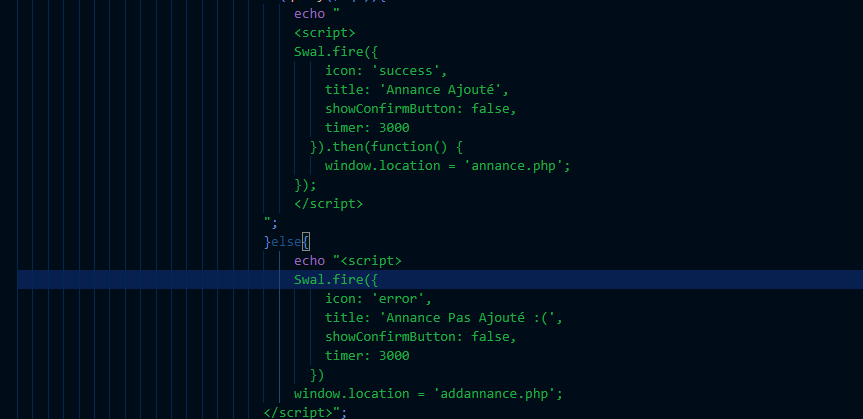 echo "
<script>
Swal.fire({
icon: 'success',
title: 'Annance Ajouté',
showConfirmButton: false,
timer: 3000
}).then(function() {
window.location = 'annance.php';
});
</script>
";
}else{
echo "<script>
Swal.fire({
icon: 'error',
title: 'Annance Pas Ajouté :(',
showConfirmButton: false,
timer: 3000
})
window.location = 'addannance.php';
</script>";